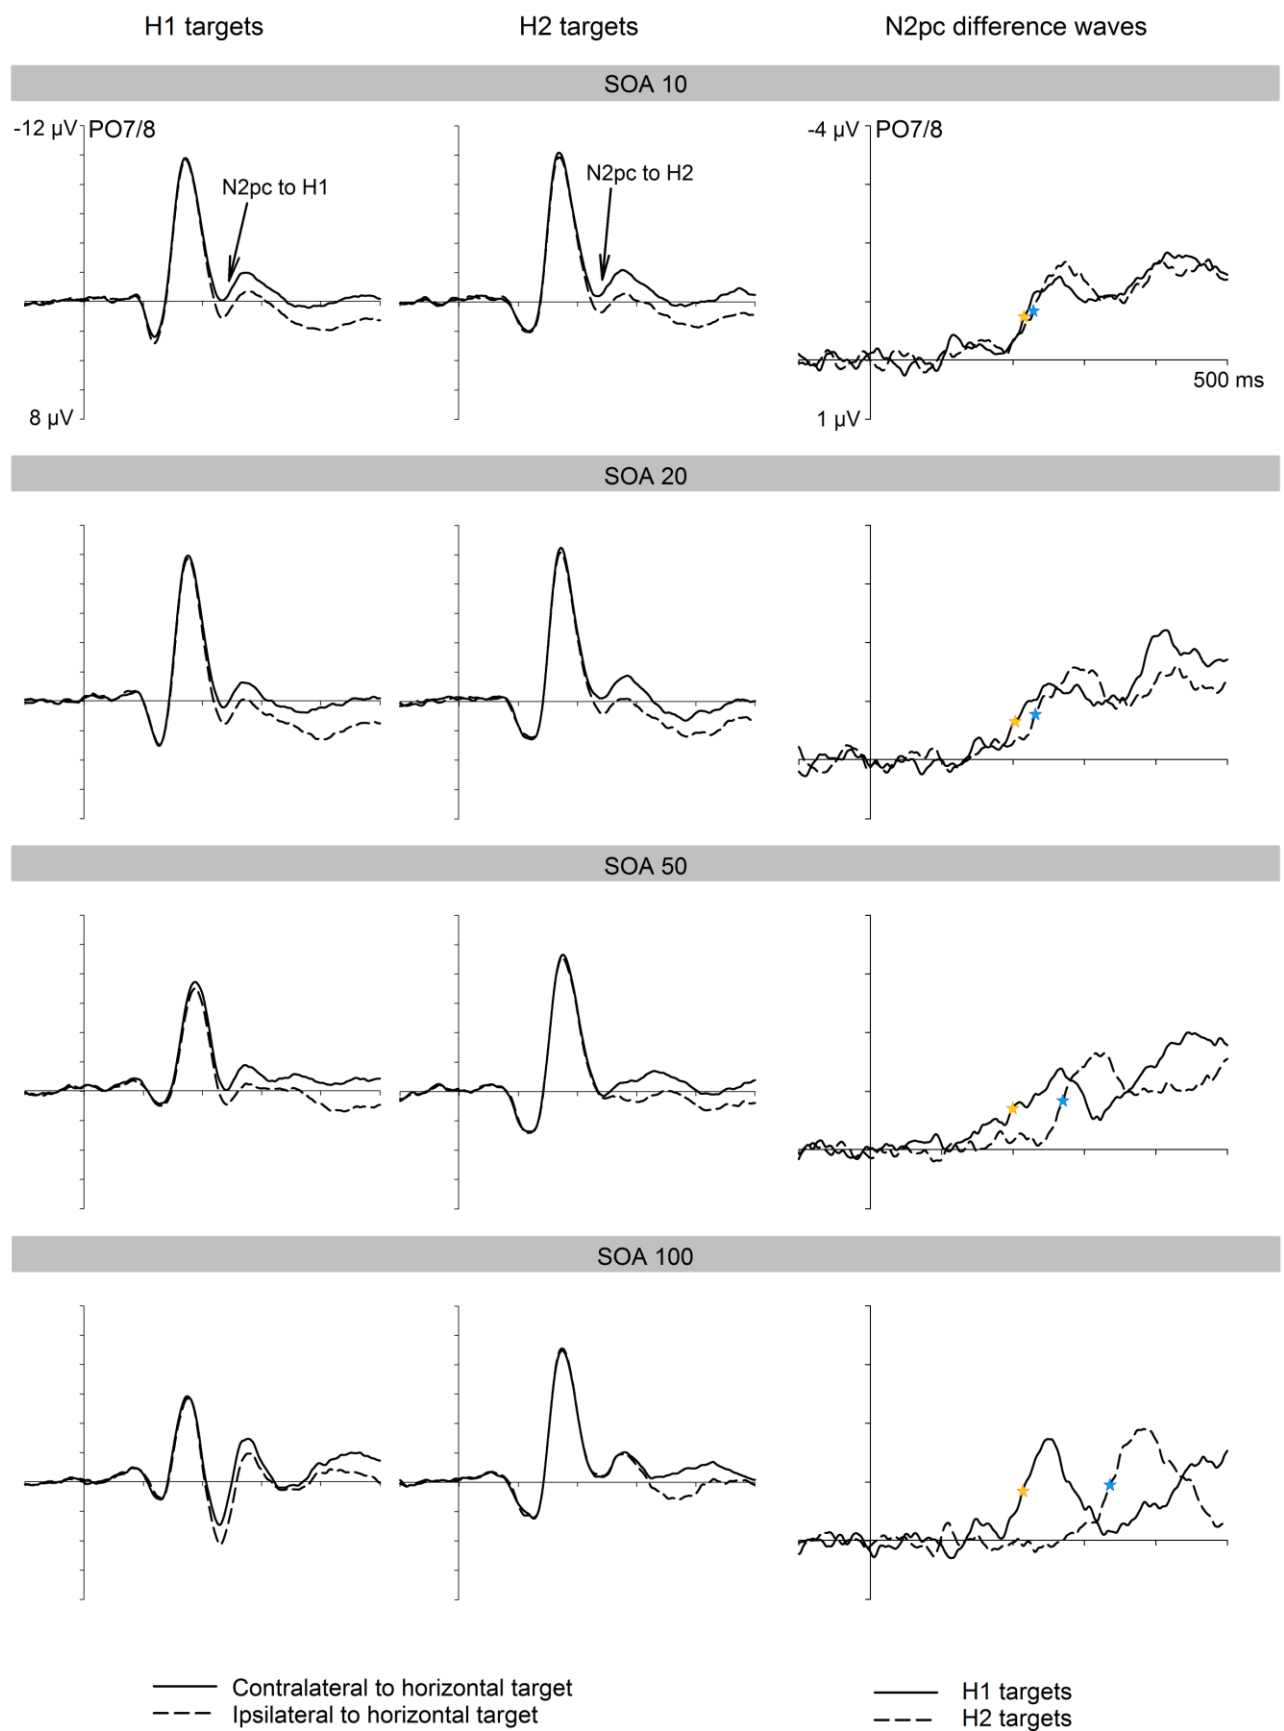 H1 targets
H2 targets
N2pc difference waves
SOA 10
-12 µV
PO7/8
N2pc to H1
N2pc to H2
8 µV
-4 µV
PO7/8
500 ms
1 µV
SOA 20
SOA 50
SOA 100
Contralateral to horizontal target
Ipsilateral to horizontal target
H1 targets
H2 targets